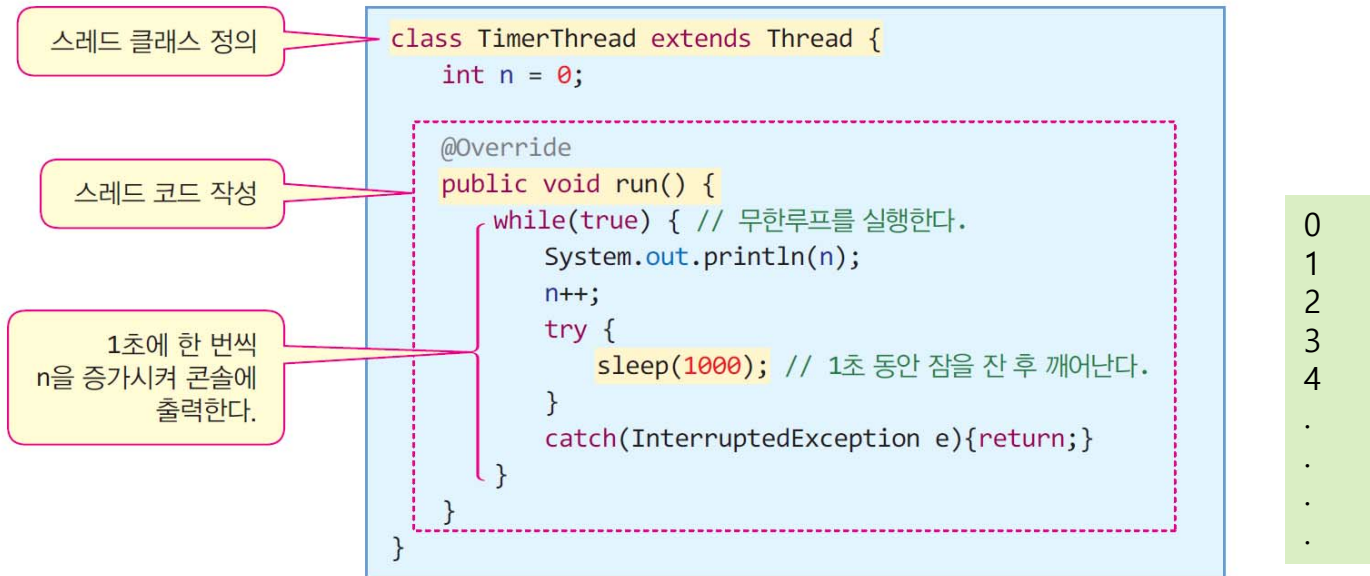 스레드 클래스 정의
class TimerThread extends Thread {
int n = 0;
@Override
스레드 코드 작성
public void run() {
while(true) { // 무한루프를 실행한다.
System.out.println(n);
n++;
try {
1초에 한 번씩
n을 증가시켜 콘솔에
출력한다.
sleep(1000); // 1초 동안 잠을 잔 후 깨어난다.
}
catch(InterruptedException e){return;}
}
}
}
0
1
2
3
4
.
.
.
.